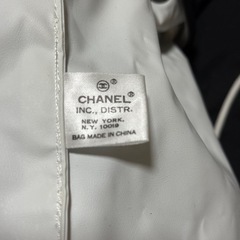 ®
CHANEL®
INC., DISTR.
NEW YORK,
N.Y. 10019
BAG MADE IN CHINA